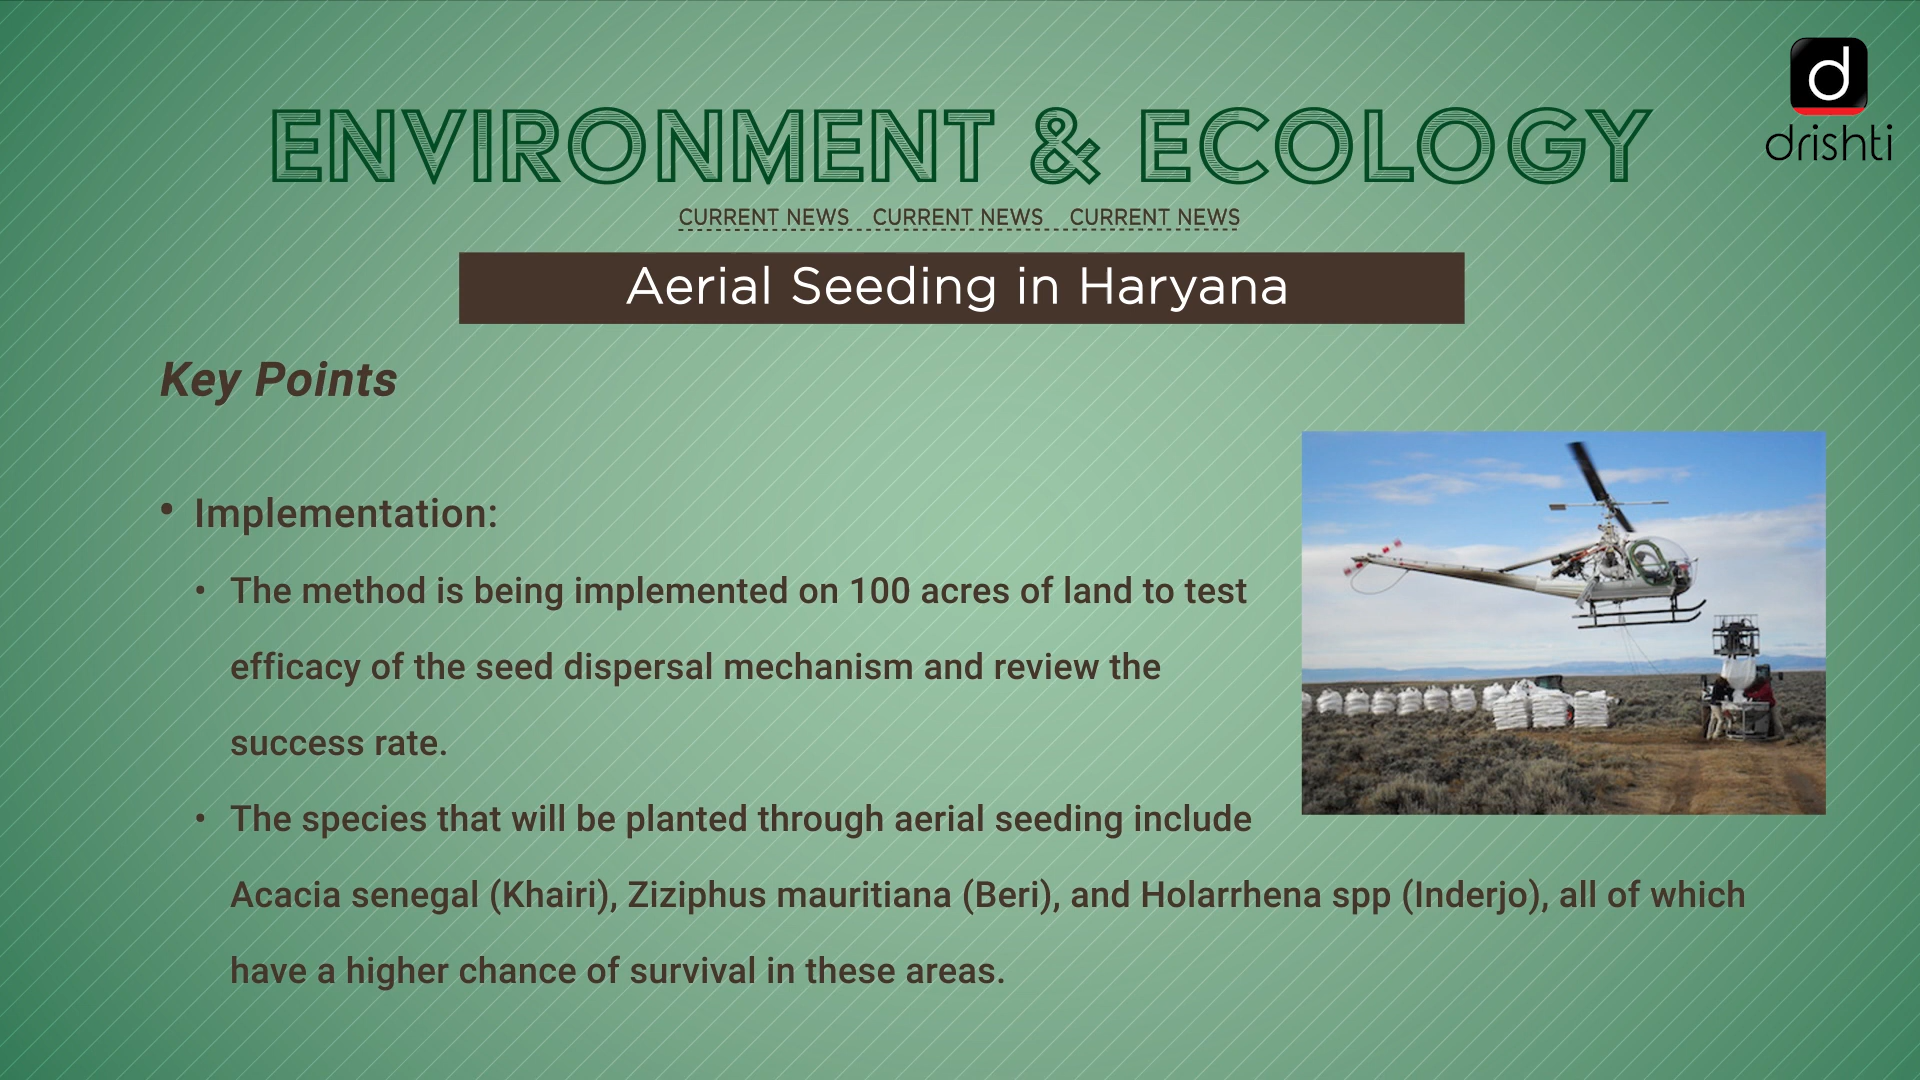 d
drishti
ENVIRONMENT & ECOLOGY
CURRENT NEWS CURRENT NEWS CURRENT NEWS
Aerial Seeding in Haryana
Key Points
• Implementation:
• The method is being implemented on 100 acres of land to test
efficacy of the seed dispersal mechanism and review the
success rate.
• The species that will be planted through aerial seeding include
Acacia senegal (Khairi), Ziziphus mauritiana (Beri), and Holarrhena spp (Inderjo), all of which
have a higher chance of survival in these areas.